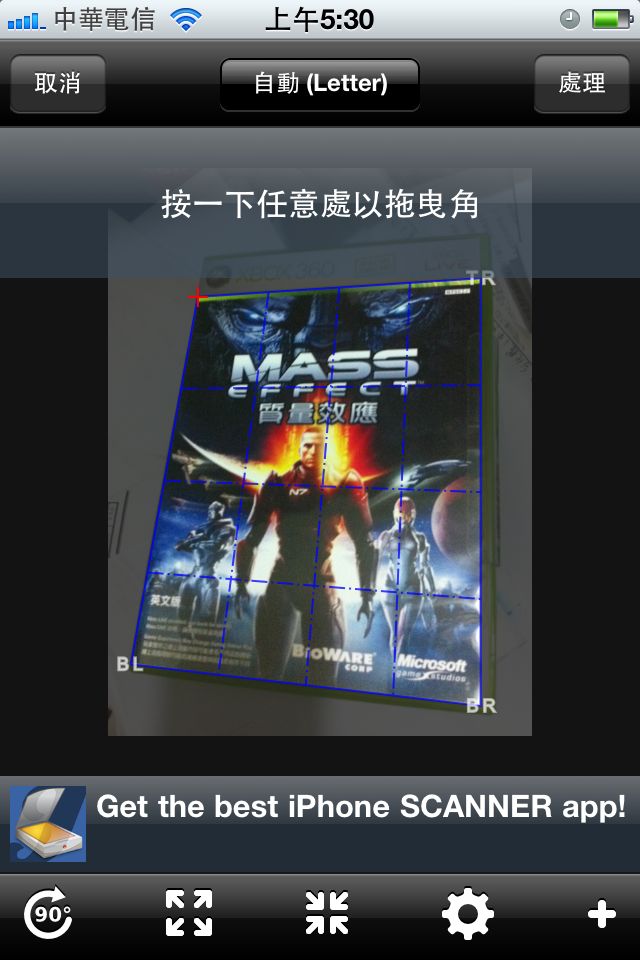 中華電信
上午5:30
取消
自動 (Letter)
處理
按一下任意處以拖曳角
XBOX 360
LIVE
TR
MASS
EFFECT
質量效應
N7
英文版
BIOWARE
CORP
Microsoft
game studios
BL
BR
Get the best iPhone SCANNER app!
90°